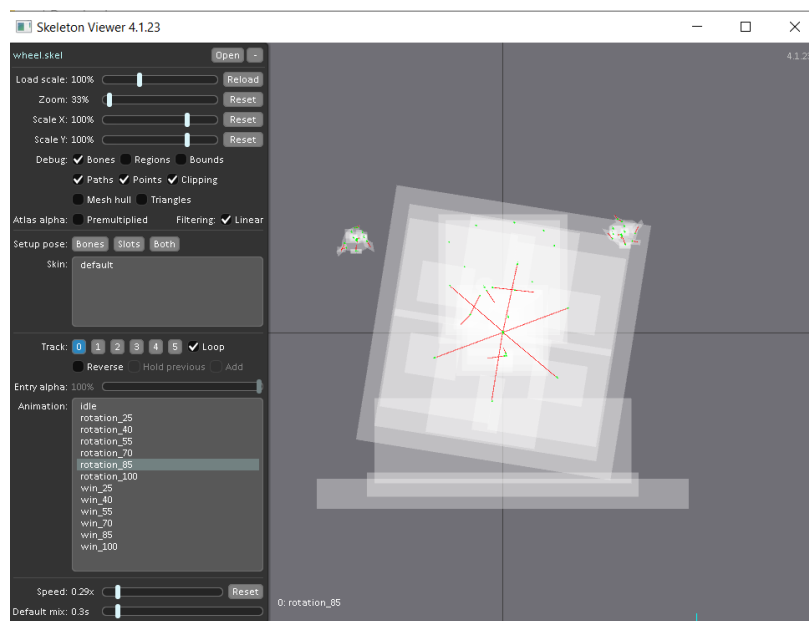 Skeleton Viewer 4.1.23
wheel.skel Open -
4.1.23
Load scale: 100% Reload
Zoom: 33% Reset
Scale X: 100% Reset
Scale Y: 100% Reset
Debug: Bones Regions Bounds
Paths Points Clipping
Mesh hull Triangles
Atlas alpha: Premultiplied Filtering: Linear
Setup pose: Bones Slots Both
Skin: default
Track: 0 1 2 3 4 5 Loop
Reverse Hold previous Add
Entry alpha: 100%
Animation: idle
rotation_25
rotation_40
rotation_55
rotation_70
rotation_85
rotation_100
win_25
win_40
win_55
win_70
win_85
win_100
Speed: 0.29x Reset
Default mix: 0.3s
0: rotation_85